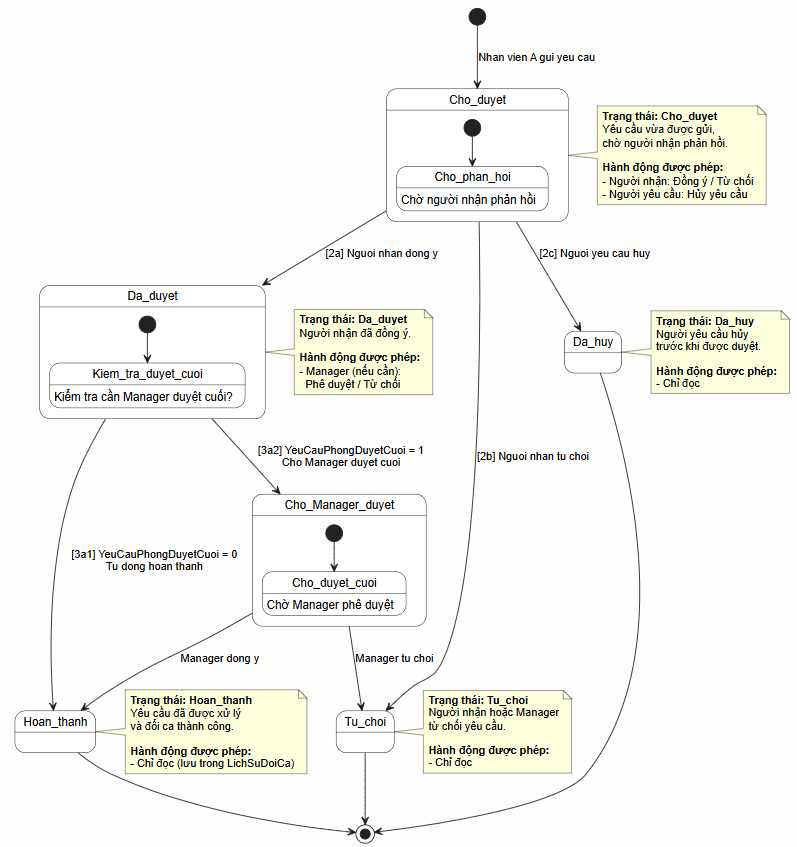 Nhan vien A gui yeu cau
Cho_duyet
Cho_phan_hoi
Chờ người nhận phản hồi
Trạng thái: Cho_duyet
Yêu cầu vừa được gửi,
chờ người nhận phản hồi.
Hành động được phép:
- Người nhận: Đồng ý / Từ chối
- Người yêu cầu: Hủy yêu cầu
[2a] Nguoi nhan dong y
[2c] Nguoi yeu cau huy
Da_duyet
Kiem_tra_duyet_cuoi
Kiểm tra cần Manager duyệt cuối?
Trạng thái: Da_duyet
Người nhận đã đồng ý.
Hành động được phép:
- Manager (nếu cần):
Phê duyệt / Từ chối
Da_huy
Trạng thái: Da_huy
Người yêu cầu hủy
trước khi được duyệt.
Hành động được phép:
- Chỉ đọc
[3a2] YeuCauPhongDuyetCuoi = 1
Cho Manager duyet cuoi
[2b] Nguoi nhan tu choi
Cho_Manager_duyet
Cho_duyet_cuoi
Chờ Manager phê duyệt
[3a1] YeuCauPhongDuyetCuoi = 0
Tu dong hoan thanh
Manager dong y
Manager tu choi
Hoan_thanh
Trạng thái: Hoan_thanh
Yêu cầu đã được xử lý
và đổi ca thành công.
Hành động được phép:
- Chỉ đọc (lưu trong LichSuDoiCa)
Tu_choi
Trạng thái: Tu_choi
Người nhận hoặc Manager
từ chối yêu cầu.
Hành động được phép:
- Chỉ đọc